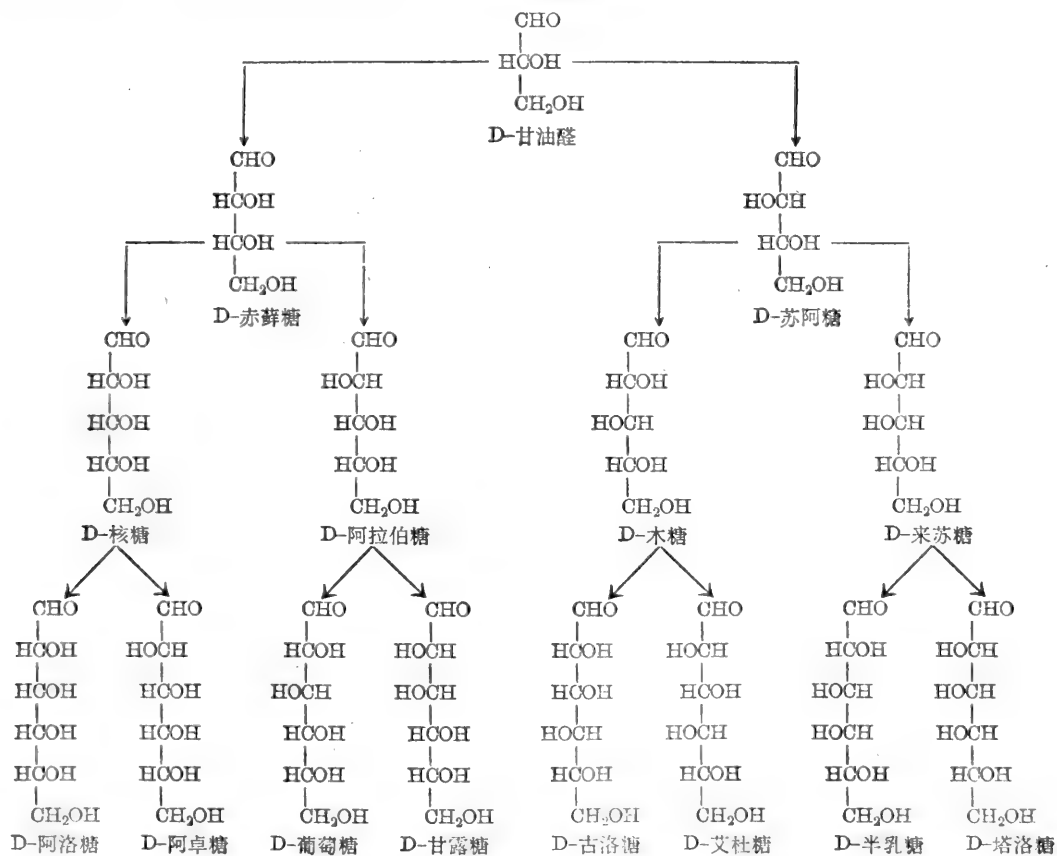 CHO
HCOH
CH₂OH
D-甘油醛
CHO
HCOH
HCOH
CH₂OH
D-赤藓糖
CHO
HOCH
HCOH
CH₂OH
D-苏阿糖
CHO
HCOH
HCOH
HCOH
CH₂OH
D-核糖
CHO
HOCH
HCOH
HCOH
CH₂OH
D-阿拉伯糖
CHO
HCOH
HOCH
HCOH
CH₂OH
D-木糖
CHO
HOCH
HOCH
HCOH
CH₂OH
D-来苏糖
CHO
HCOH
HCOH
HCOH
HCOH
CH₂OH
D-阿洛糖
CHO
HOCH
HCOH
HCOH
HCOH
CH₂OH
D-阿卓糖
CHO
HCOH
HOCH
HCOH
HCOH
CH₂OH
D-葡萄糖
CHO
HOCH
HOCH
HCOH
HCOH
CH₂OH
D-甘露糖
CHO
HCOH
HCOH
HOCH
HCOH
CH₂OH
D-古洛溏
CHO
HOCH
HCOH
HOCH
HCOH
CH₂OH
D-艾杜糖
CHO
HCOH
HOCH
HOCH
HCOH
CH₂OH
D-半乳糖
CHO
HOCH
HOCH
HOCH
HCOH
CH₂OH
D-塔洛糖